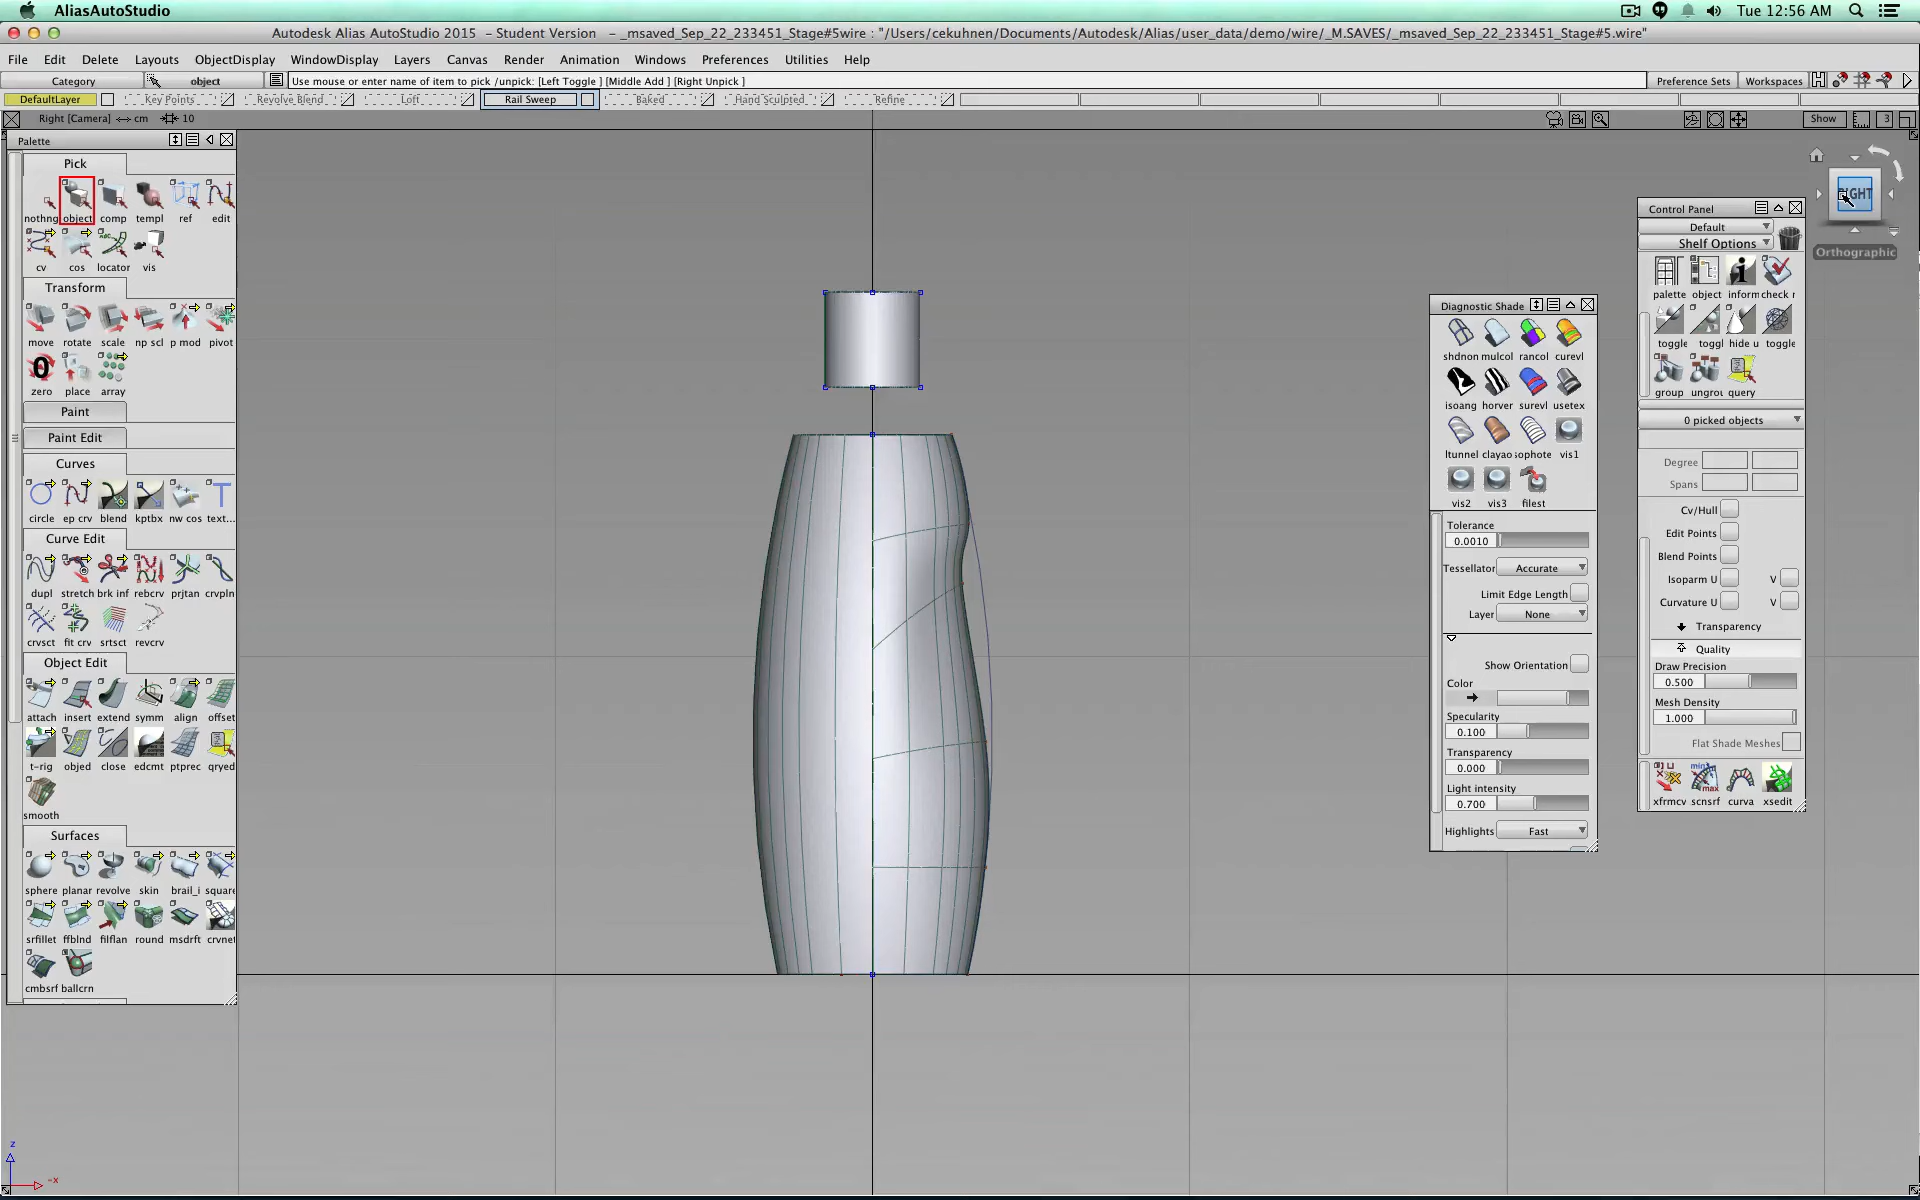 AliasAutoStudio
Tue 12:56 AM
Autodesk Alias AutoStudio 2015 - Student Version - _msaved_Sep_22_233451_Stage#5wire : "/Users/cekuhnen/Documents/Autodesk/Alias/user_data/demo/wire/_M.SAVES/_msaved_Sep_22_233451_Stage#5.wire"
File Edit Delete Layouts ObjectDisplay WindowDisplay Layers Canvas Render Animation Windows Preferences Utilities Help
Category object Use mouse or enter name of item to pick /unpick: [Left Toggle ] [Middle Add ] [Right Unpick ] Preference Sets Workspaces
DefaultLayer Key Points Revolve Blend Loft Rail Sweep Baked Hand Sculpted Refine
Right [Camera] cm 10 Show 3
Palette
Pick
nothng object comp templ ref edit
cv cos locator vis
Transform
move rotate scale np scl p mod pivot
0
zero place array
Paint
Paint Edit
Curves
T
circle ep crv blend kptbx nw cos text...
Curve Edit
dupl stretch brk inf rebcrv prjtan crvpln
crvsct fit crv srtsct revcrv
Object Edit
attach insert extend symm align offset
t-rig objed close edcmt ptprec qryed
smooth
Surfaces
sphere planar revolve skin brail_i square
srfillet ffblnd filflan round msdrft crvnet
cmbsrf ballcrn
z
-x
RIGHT
Orthographic
Diagnostic Shade
shdnon mulcol rancol curevl
isoang horver surevl usetex
ltunnel clayao sophote vis1
vis2 vis3 filest
Tolerance
0.0010
Tessellator Accurate
Limit Edge Length
Layer None
Show Orientation
Color
Specularity
0.100
Transparency
0.000
Light intensity
0.700
Highlights Fast
Control Panel
Default
Shelf Options
palette object inform check r
toggle toggl hide u toggle
group ungrou query
0 picked objects
Degree
Spans
Cv/Hull
Edit Points
Blend Points
Isoparm U V
Curvature U V
Transparency
Quality
Draw Precision
0.500
Mesh Density
1.000
Flat Shade Meshes
xfrmcv scnsrf curva xsedit